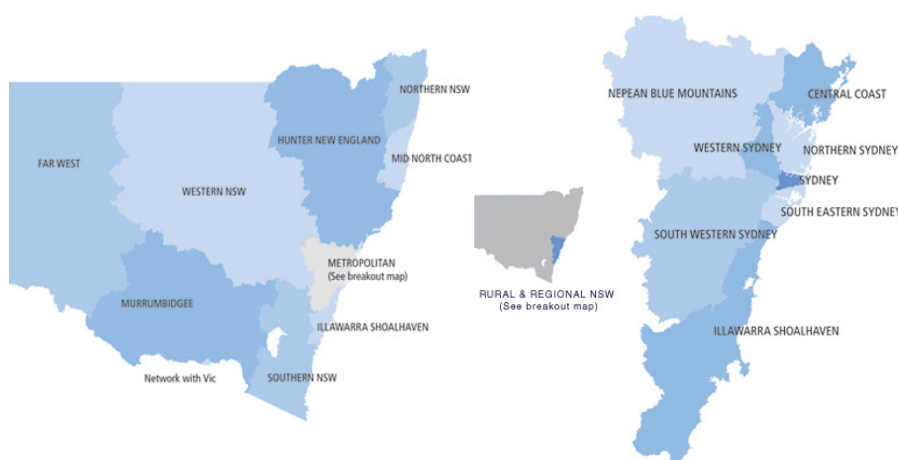 NORTHERN NSW
HUNTER NEW ENGLAND
MID NORTH COAST
FAR WEST
WESTERN NSW
METROPOLITAN
(See breakout map)
MURRUMBIDGEE
ILLAWARRA SHOALHAVEN
Network with Vic
SOUTHERN NSW
RURAL & REGIONAL NSW
(See breakout map)
NEPEAN BLUE MOUNTAINS
CENTRAL COAST
WESTERN SYDNEY
NORTHERN SYDNEY
SYDNEY
SOUTH EASTERN SYDNEY
SOUTH WESTERN SYDNEY
ILLAWARRA SHOALHAVEN